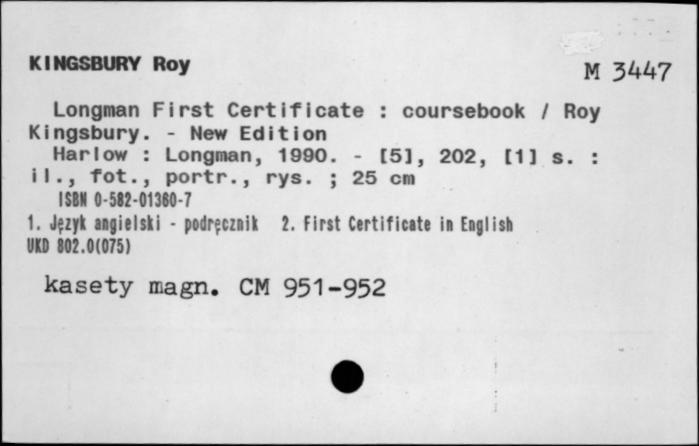 KINGSBURY Roy
M 3447
Longman First Certificate : coursebook / Roy
Kingsbury. - New Edition
Harlow : Longman, 1990. - [5], 202, [1] s. :
il., fot., portr., rys. ; 25 cm
ISBN 0-582-01360-7
1. Język angielski - podręcznik 2. First Certificate in English
UKD 802.0(075)
kasety magn. CM 951-952